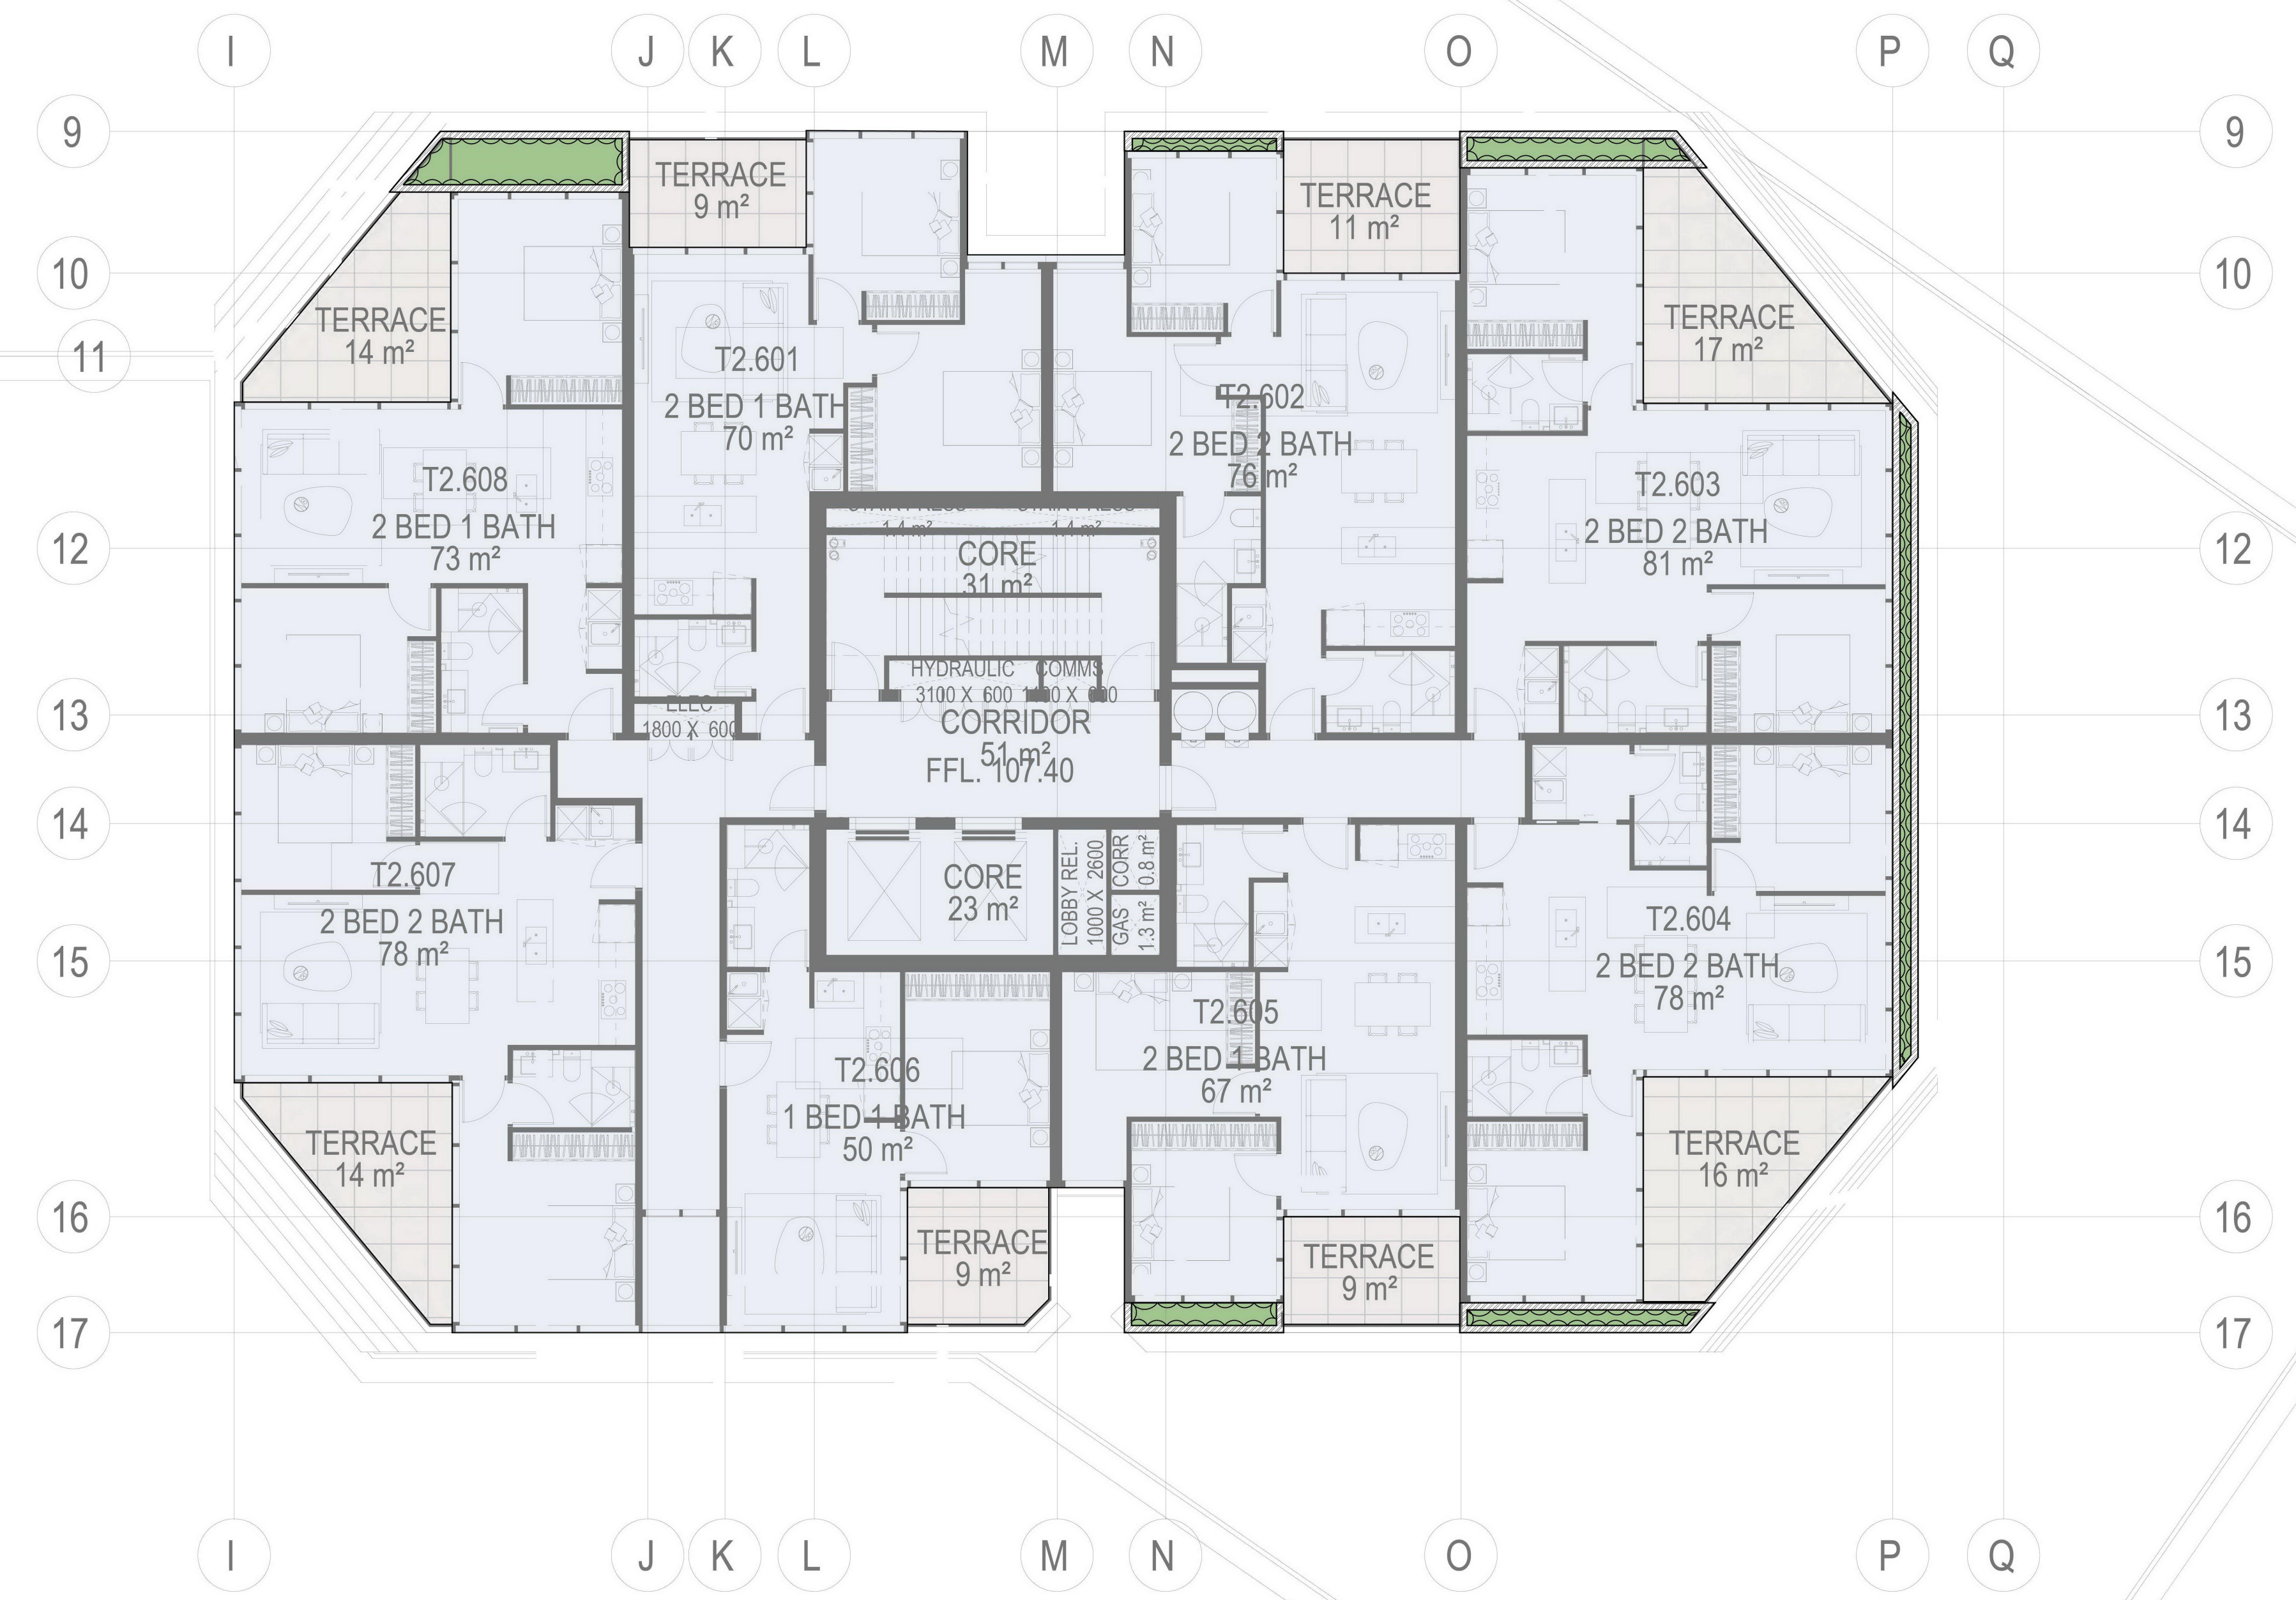 I J K L M N O P Q
9 9
TERRACE
9 m²
TERRACE
11 m²
10 10
TERRACE
14 m²
TERRACE
17 m²
11
T2.601
2 BED 1 BATH
70 m²
T2.602
2 BED 2 BATH
76 m²
T2.608
2 BED 1 BATH
73 m²
T2.603
2 BED 2 BATH
81 m²
1.4 m² 1.4 m²
12 12
CORE
31 m²
HYDRAULIC
3100 X 600
COMMS
ELEC
1800 X 600
13 13
CORRIDOR
51 m²
FFL. 107.40
14 14
T2.607
2 BED 2 BATH
78 m²
CORE
23 m²
LOBBY REL.
1000 X 2600
CORR
0.8 m²
GAS
1.3 m²
T2.604
2 BED 2 BATH
78 m²
15 15
T2.605
2 BED 1 BATH
67 m²
T2.606
1 BED 1 BATH
50 m²
TERRACE
14 m²
TERRACE
16 m²
16 16
TERRACE
9 m²
TERRACE
9 m²
17 17
I J K L M N O P Q